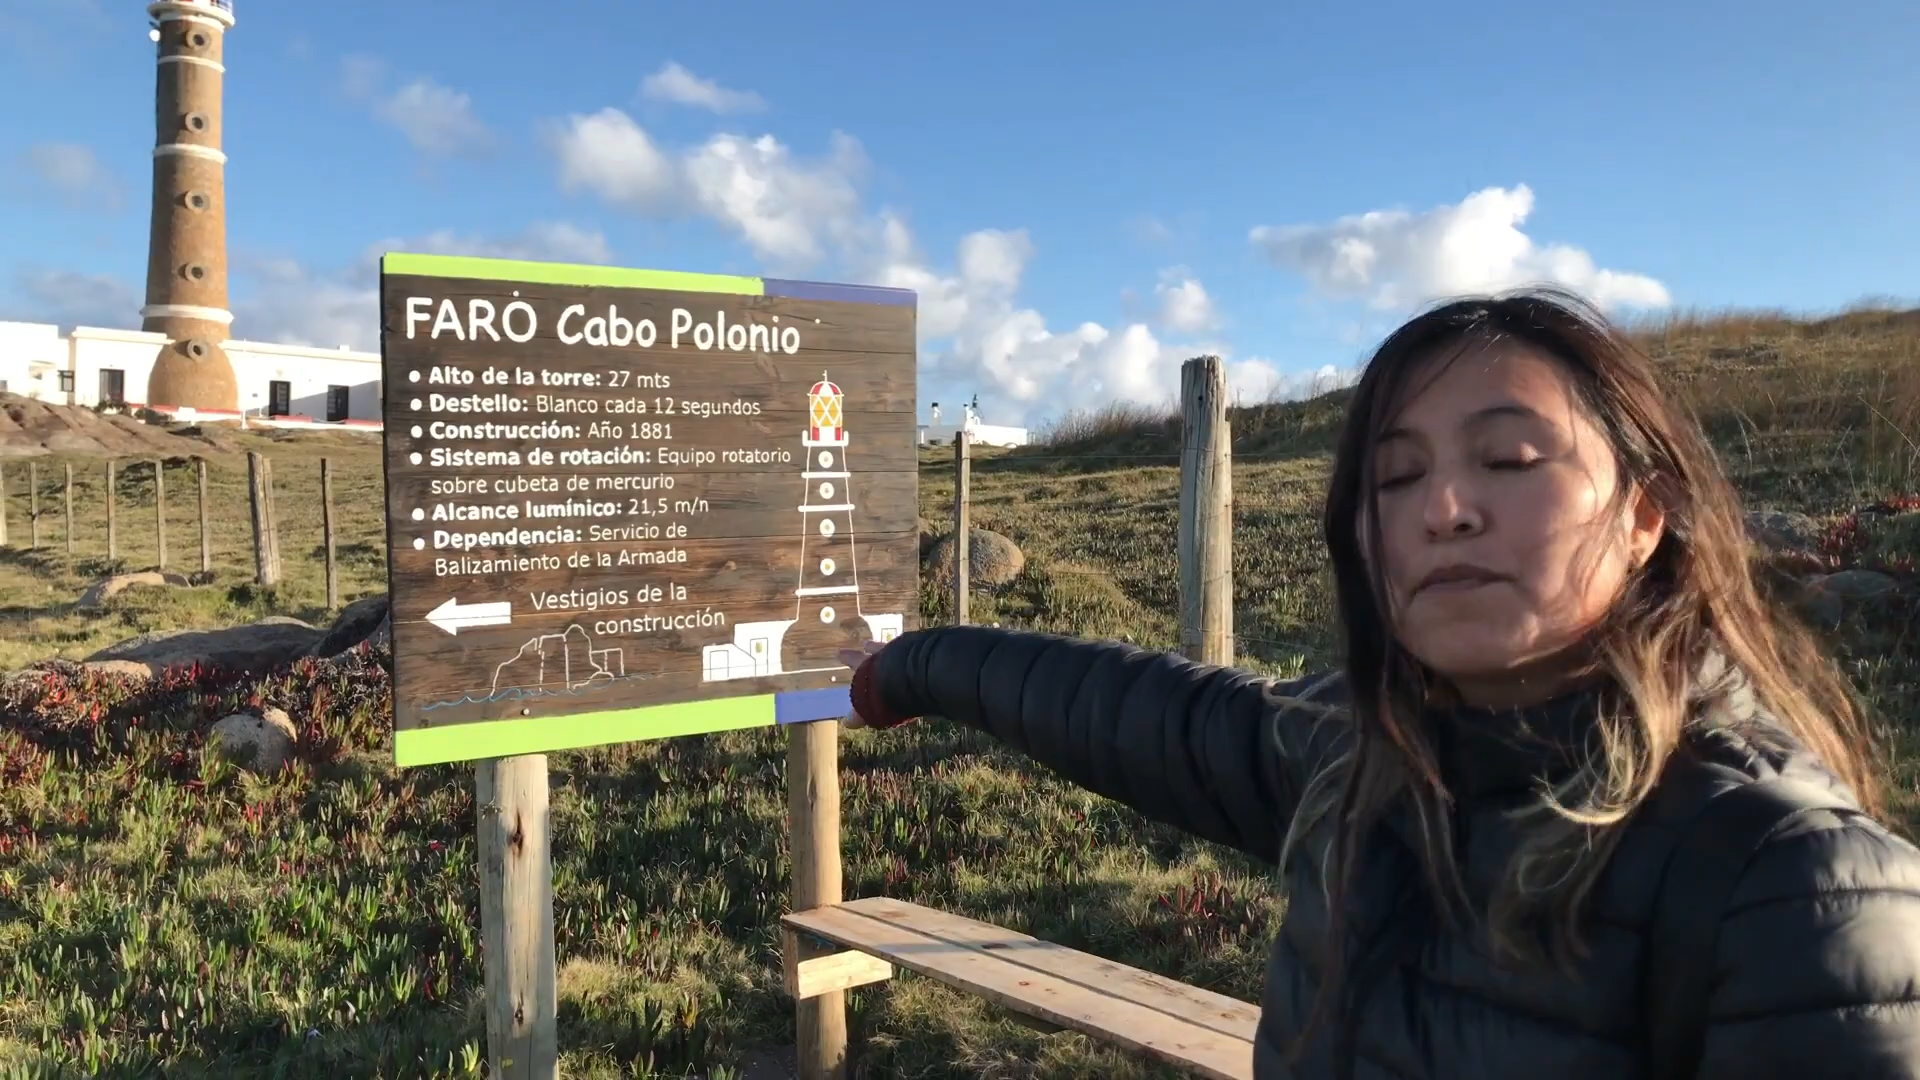 FARO Cabo Polonio
• Alto de la torre: 27 mts
• Destello: Blanco cada 12 segundos
• Construcción: Año 1881
• Sistema de rotación: Equipo rotatorio
sobre cubeta de mercurio
• Alcance lumínico: 21,5 m/n
• Dependencia: Servicio de
Balizamiento de la Armada
Vestigios de la
construcción